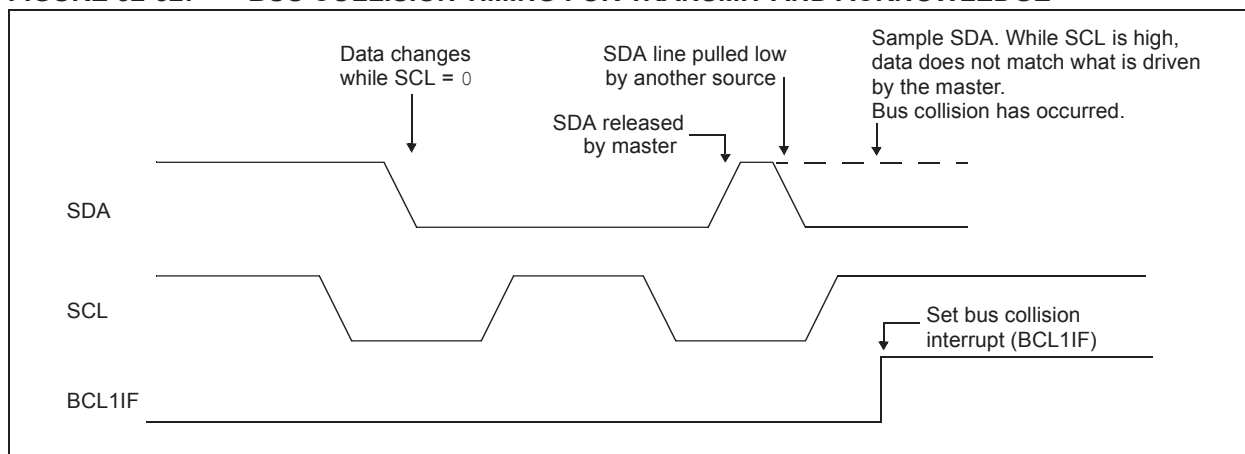 Data changes
while SCL = 0
SDA line pulled low
by another source
SDA released
by master
Sample SDA. While SCL is high,
data does not match what is driven
by the master.
Bus collision has occurred.
SDA
SCL
Set bus collision
interrupt (BCL1IF)
BCL1IF